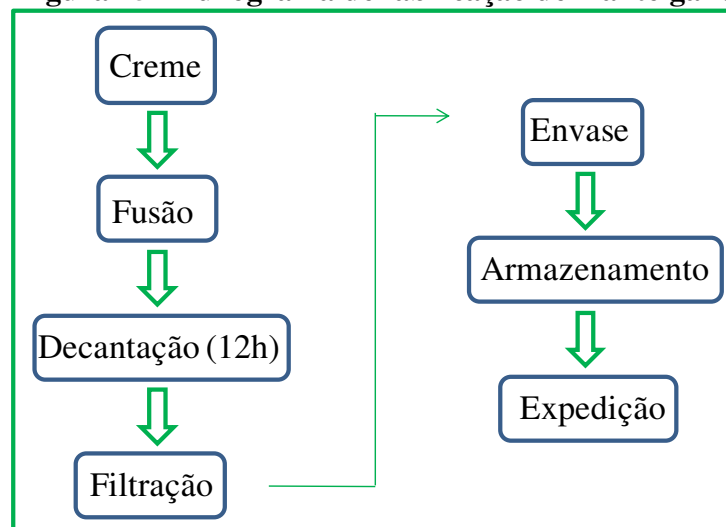 Creme
Fusão
Decantação (12h)
Filtração
Envase
Armazenamento
Expedição